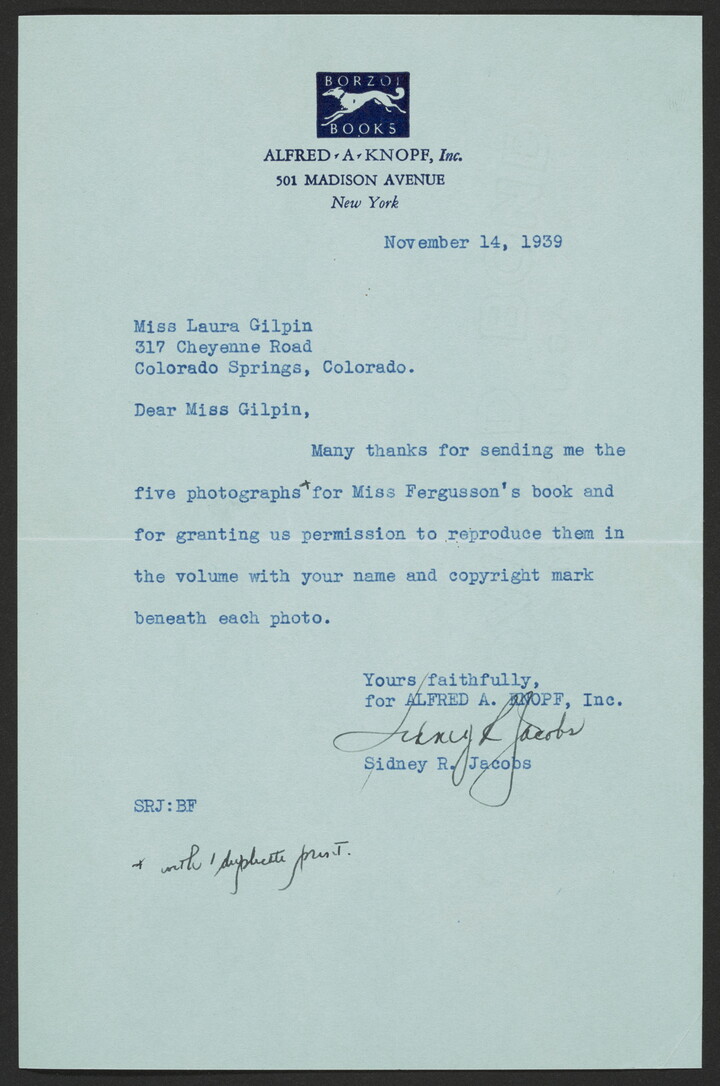 BORZOI
BOOKS
ALFRED · A · KNOPF, Inc.
501 MADISON AVENUE
New York
November 14, 1939
Miss Laura Gilpin
317 Cheyenne Road
Colorado Springs, Colorado.
Dear Miss Gilpin,
Many thanks for sending me the
five photographs+for Miss Fergusson's book and
for granting us permission to reproduce them in
the volume with your name and copyright mark
beneath each photo.
Yours faithfully,
for ALFRED A. KNOPF, Inc.
Sidney R Jacobs
Sidney R. Jacobs
SRJ:BF
+ with 1 duplicate print.